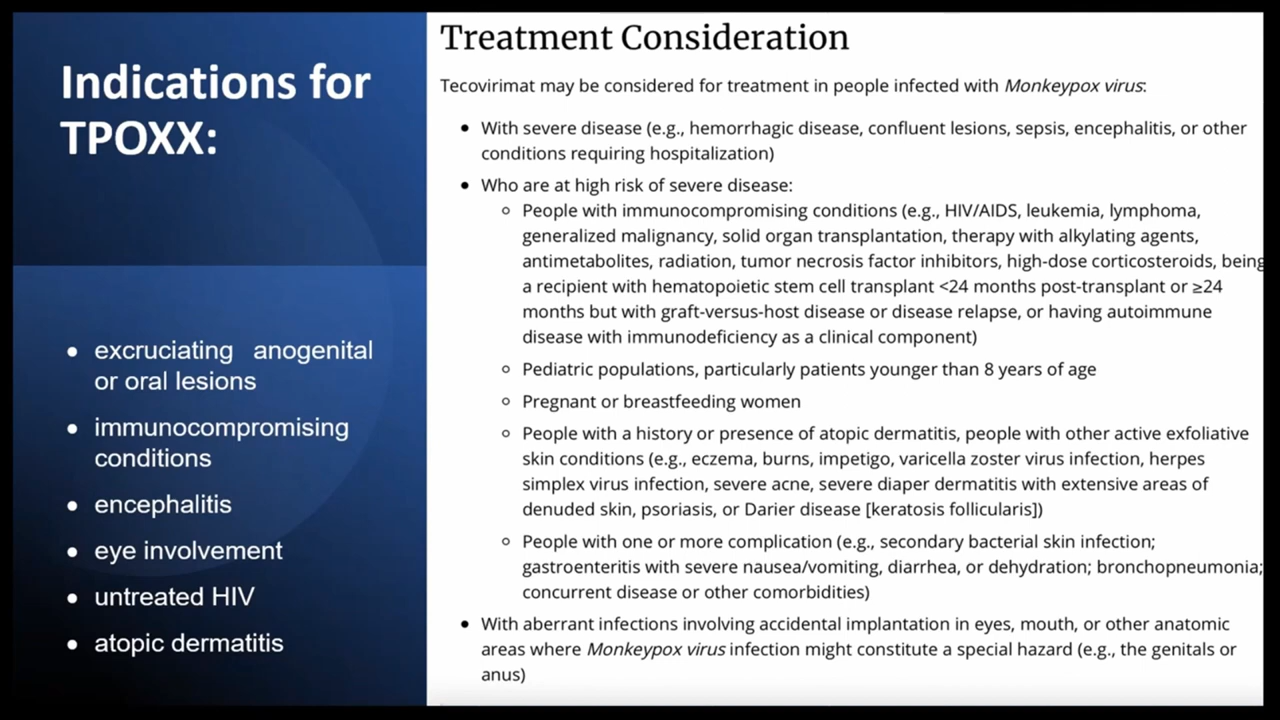 Indications for
TPOXX:
• excruciating anogenital
or oral lesions
• immunocompromising
conditions
• encephalitis
• eye involvement
• untreated HIV
• atopic dermatitis
Treatment Consideration
Tecovirimat may be considered for treatment in people infected with Monkeypox virus:
• With severe disease (e.g., hemorrhagic disease, confluent lesions, sepsis, encephalitis, or other
conditions requiring hospitalization)
• Who are at high risk of severe disease:
○ People with immunocompromising conditions (e.g., HIV/AIDS, leukemia, lymphoma,
generalized malignancy, solid organ transplantation, therapy with alkylating agents,
antimetabolites, radiation, tumor necrosis factor inhibitors, high-dose corticosteroids, being
a recipient with hematopoietic stem cell transplant <24 months post-transplant or ≥24
months but with graft-versus-host disease or disease relapse, or having autoimmune
disease with immunodeficiency as a clinical component)
○ Pediatric populations, particularly patients younger than 8 years of age
○ Pregnant or breastfeeding women
○ People with a history or presence of atopic dermatitis, people with other active exfoliative
skin conditions (e.g., eczema, burns, impetigo, varicella zoster virus infection, herpes
simplex virus infection, severe acne, severe diaper dermatitis with extensive areas of
denuded skin, psoriasis, or Darier disease [keratosis follicularis])
○ People with one or more complication (e.g., secondary bacterial skin infection;
gastroenteritis with severe nausea/vomiting, diarrhea, or dehydration; bronchopneumonia;
concurrent disease or other comorbidities)
• With aberrant infections involving accidental implantation in eyes, mouth, or other anatomic
areas where Monkeypox virus infection might constitute a special hazard (e.g., the genitals or
anus)